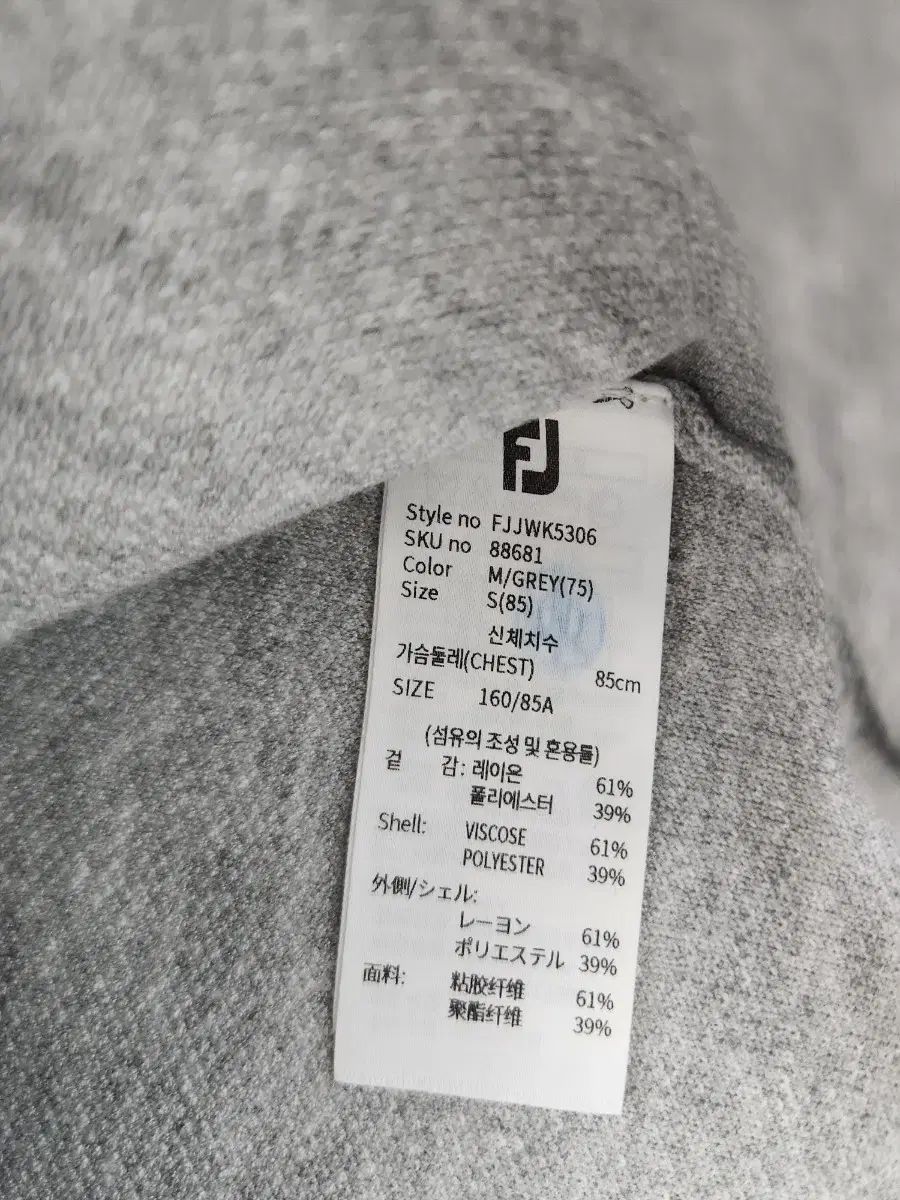 FJ
Style no FJJWK5306
SKU no 88681
Color M/GREY(75)
Size S(85)
신체치수
가슴둘레(CHEST) 85cm
SIZE 160/85A
(섬유의 조성 및 혼용률)
겉 감: 레이온 61%
폴리에스터 39%
Shell: VISCOSE 61%
POLYESTER 39%
外側/シェル:
レーヨン 61%
ポリエステル 39%
面料: 粘胶纤维 61%
聚酯纤维 39%